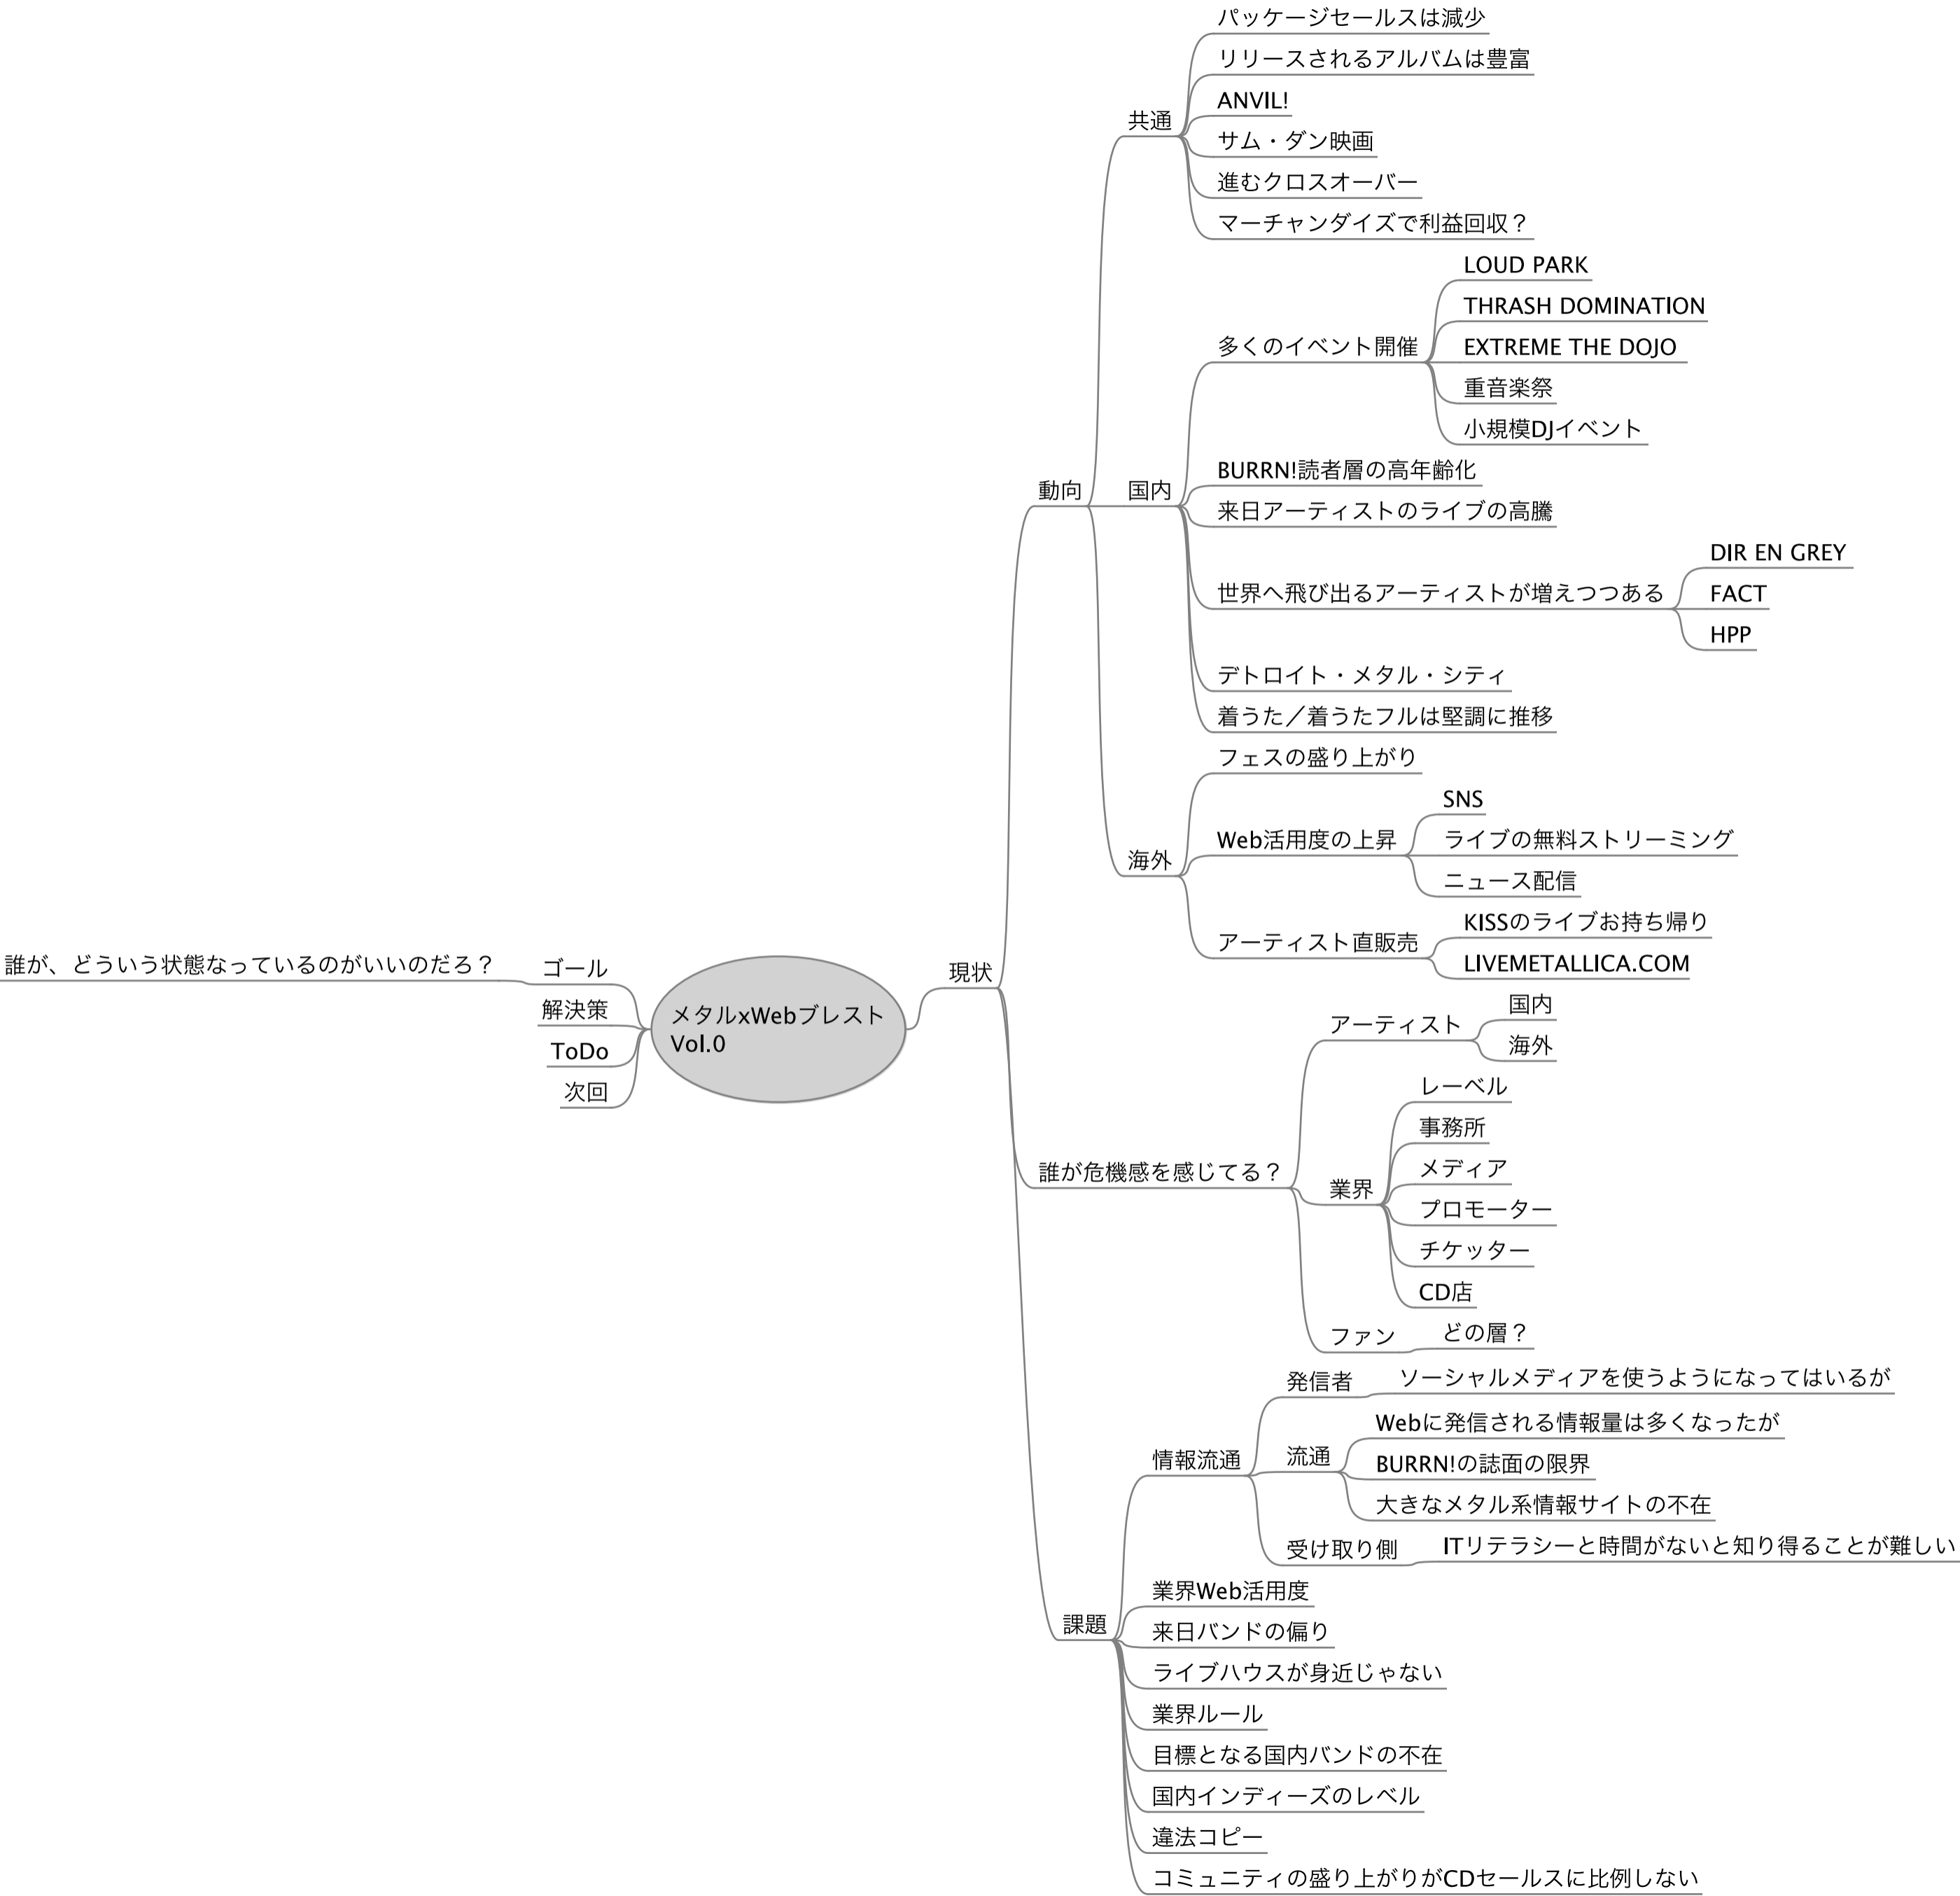 メタルxWebブレスト
Vol.0
ゴール
誰が、どういう状態なっているのがいいのだろ？
解決策
ToDo
次回
現状
動向
共通
パッケージセールスは減少
リリースされるアルバムは豊富
ANVIL!
サム・ダン映画
進むクロスオーバー
マーチャンダイズで利益回収？
国内
多くのイベント開催
LOUD PARK
THRASH DOMINATION
EXTREME THE DOJO
重音楽祭
小規模DJイベント
BURRN!読者層の高年齢化
来日アーティストのライブの高騰
世界へ飛び出るアーティストが増えつつある
DIR EN GREY
FACT
HPP
デトロイト・メタル・シティ
着うた／着うたフルは堅調に推移
海外
フェスの盛り上がり
Web活用度の上昇
SNS
ライブの無料ストリーミング
ニュース配信
アーティスト直販売
KISSのライブお持ち帰り
LIVEMETALLICA.COM
誰が危機感を感じてる？
アーティスト
国内
海外
業界
レーベル
事務所
メディア
プロモーター
チケッター
CD店
ファン
どの層？
課題
情報流通
発信者
ソーシャルメディアを使うようになってはいるが
流通
Webに発信される情報量は多くなったが
BURRN!の誌面の限界
大きなメタル系情報サイトの不在
受け取り側
ITリテラシーと時間がないと知り得ることが難しい
業界Web活用度
来日バンドの偏り
ライブハウスが身近じゃない
業界ルール
目標となる国内バンドの不在
国内インディーズのレベル
違法コピー
コミュニティの盛り上がりがCDセールスに比例しない